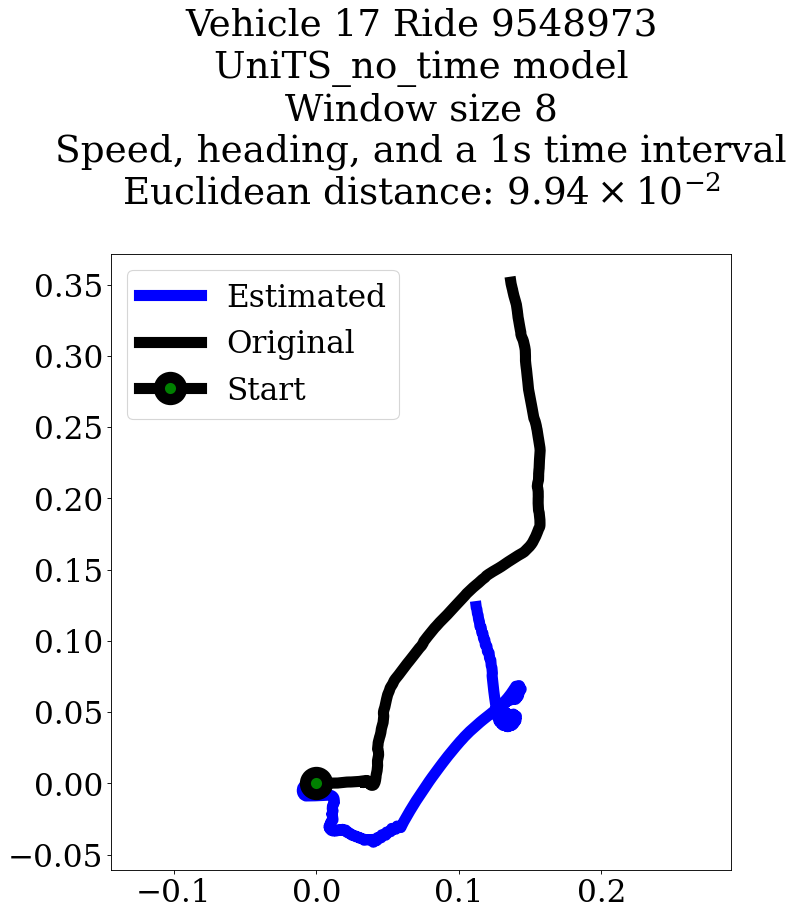 Vehicle 17 Ride 9548973
UniTS_no_time model
Window size 8
Speed, heading, and a 1s time interval
Euclidean distance: 9.94 × 10⁻²
Estimated
Original
Start
0.35
0.30
0.25
0.20
0.15
0.10
0.05
0.00
−0.05
−0.1
0.0
0.1
0.2